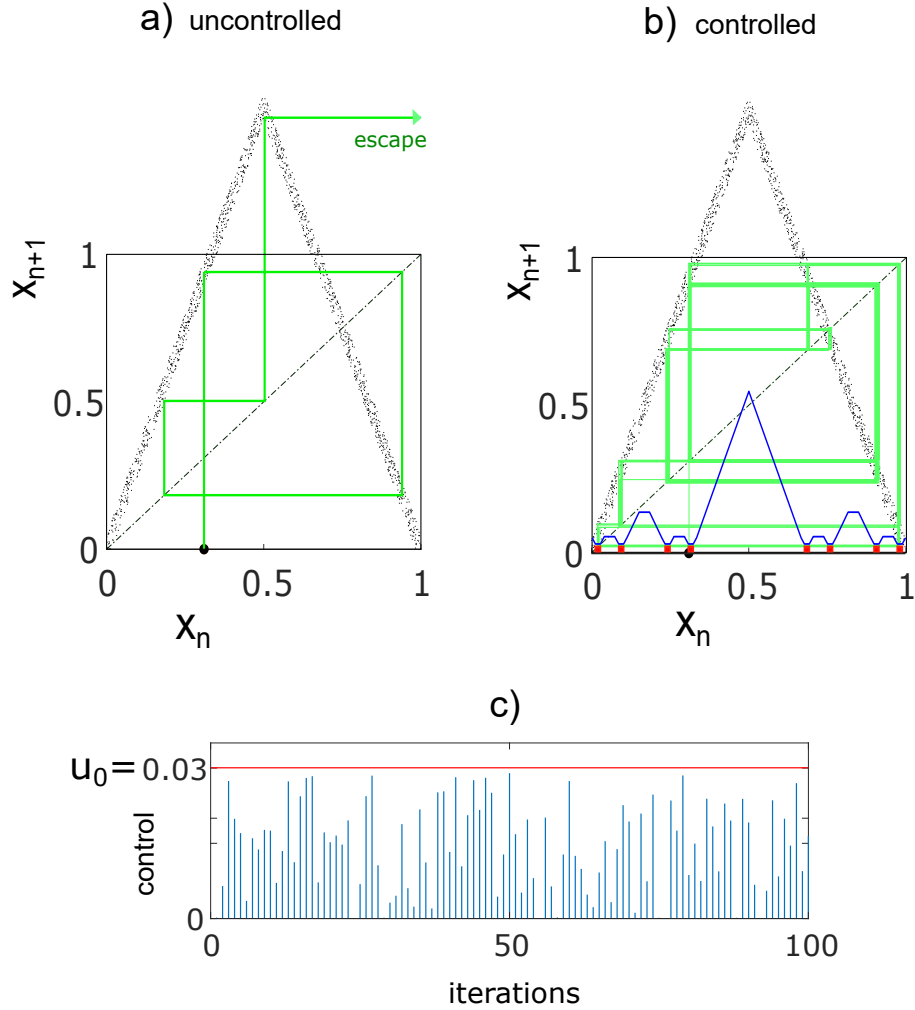 a) uncontrolled
b) controlled
escape
x_{n+1}
1
0.5
0
0
0.5
1
x_n
x_{n+1}
1
0.5
0
0
0.5
1
x_n
c)
u_0=
0.03
control
0
0
50
100
iterations